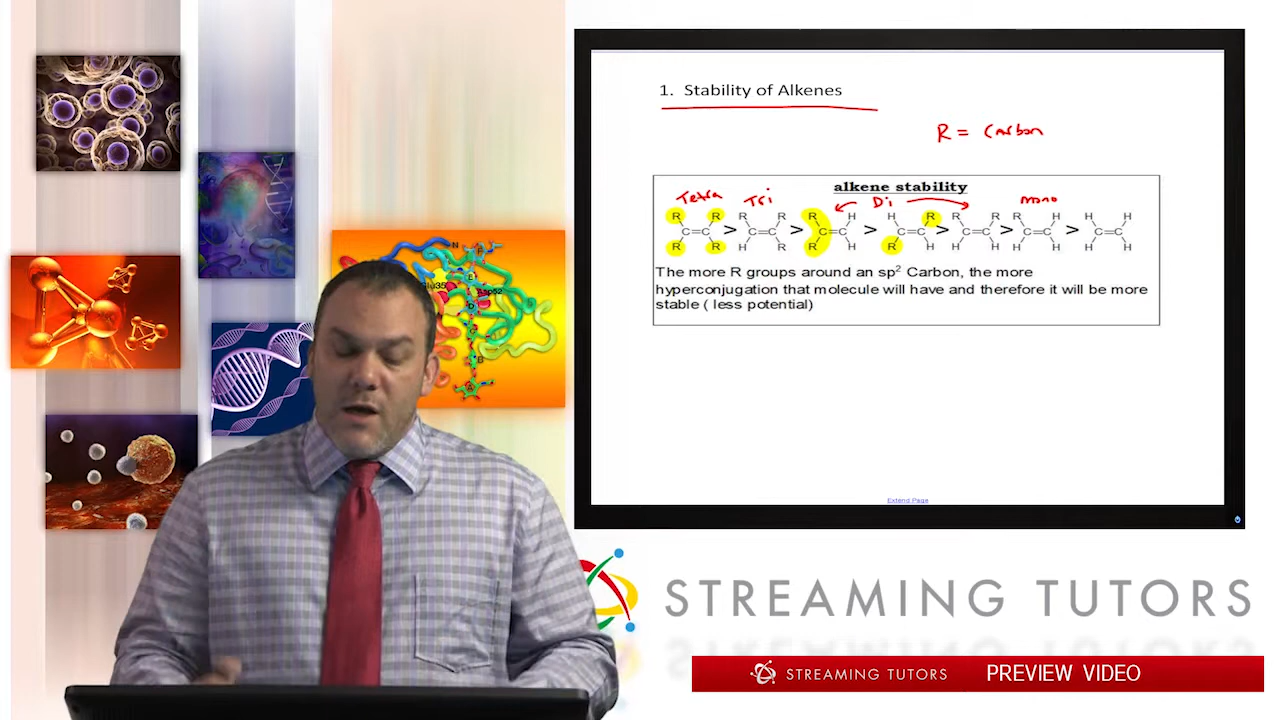 1. Stability of Alkenes
R = Carbon
alkene stability
Tetra Tri Di mono
R R R R R H H R R R R H H H
C=C > C=C > C=C > C=C > C=C > C=C > C=C
R R H R R H R H H H H H H H
The more R groups around an sp² Carbon, the more
hyperconjugation that molecule will have and therefore it will be more
stable ( less potential)
Extend Page
N
E
Glu35
Asp52
D
B
A
STREAMING TUTORS
STREAMING TUTORS PREVIEW VIDEO